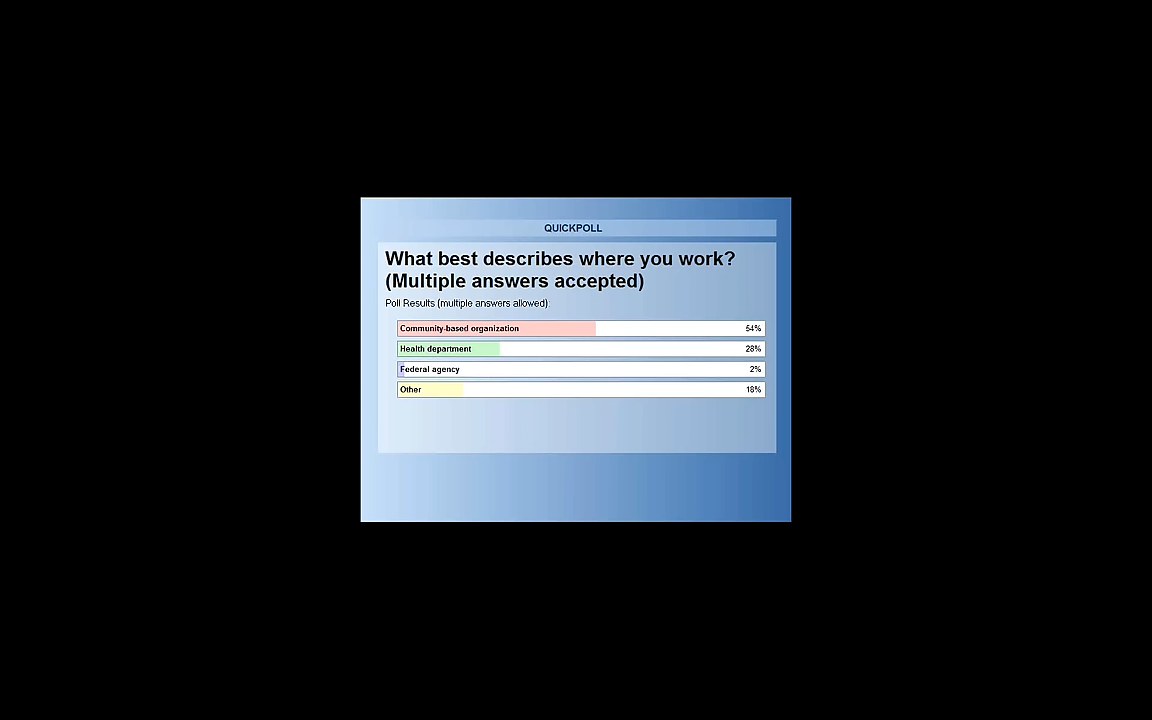 QUICKPOLL
What best describes where you work?
(Multiple answers accepted)
Poll Results (multiple answers allowed):
Community-based organization 54%
Health department 28%
Federal agency 2%
Other 18%